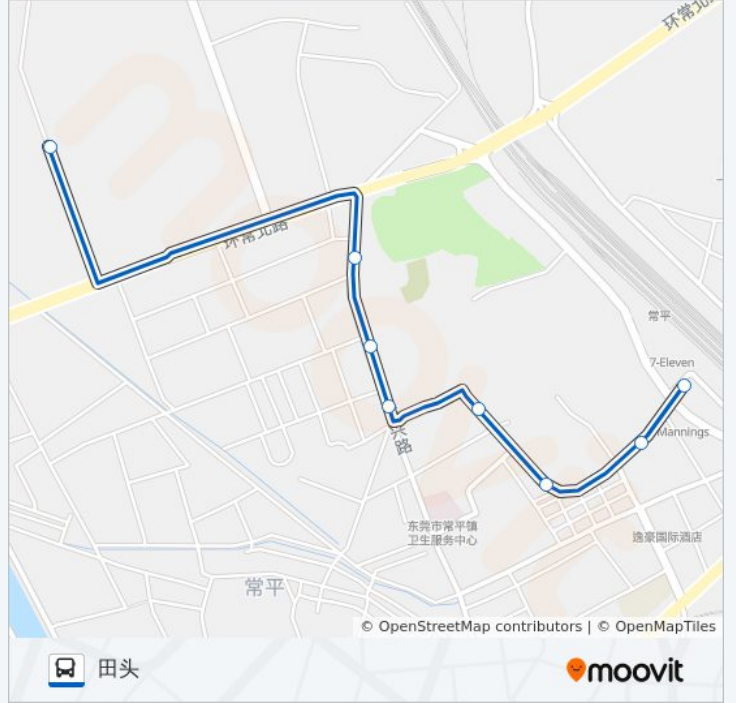 环常北
环常北路
常平
7-Eleven
Mannings
东莞市常平镇
卫生服务中心
逸豪国际酒店
常平
© OpenStreetMap contributors | © OpenMapTiles
田头
moovit